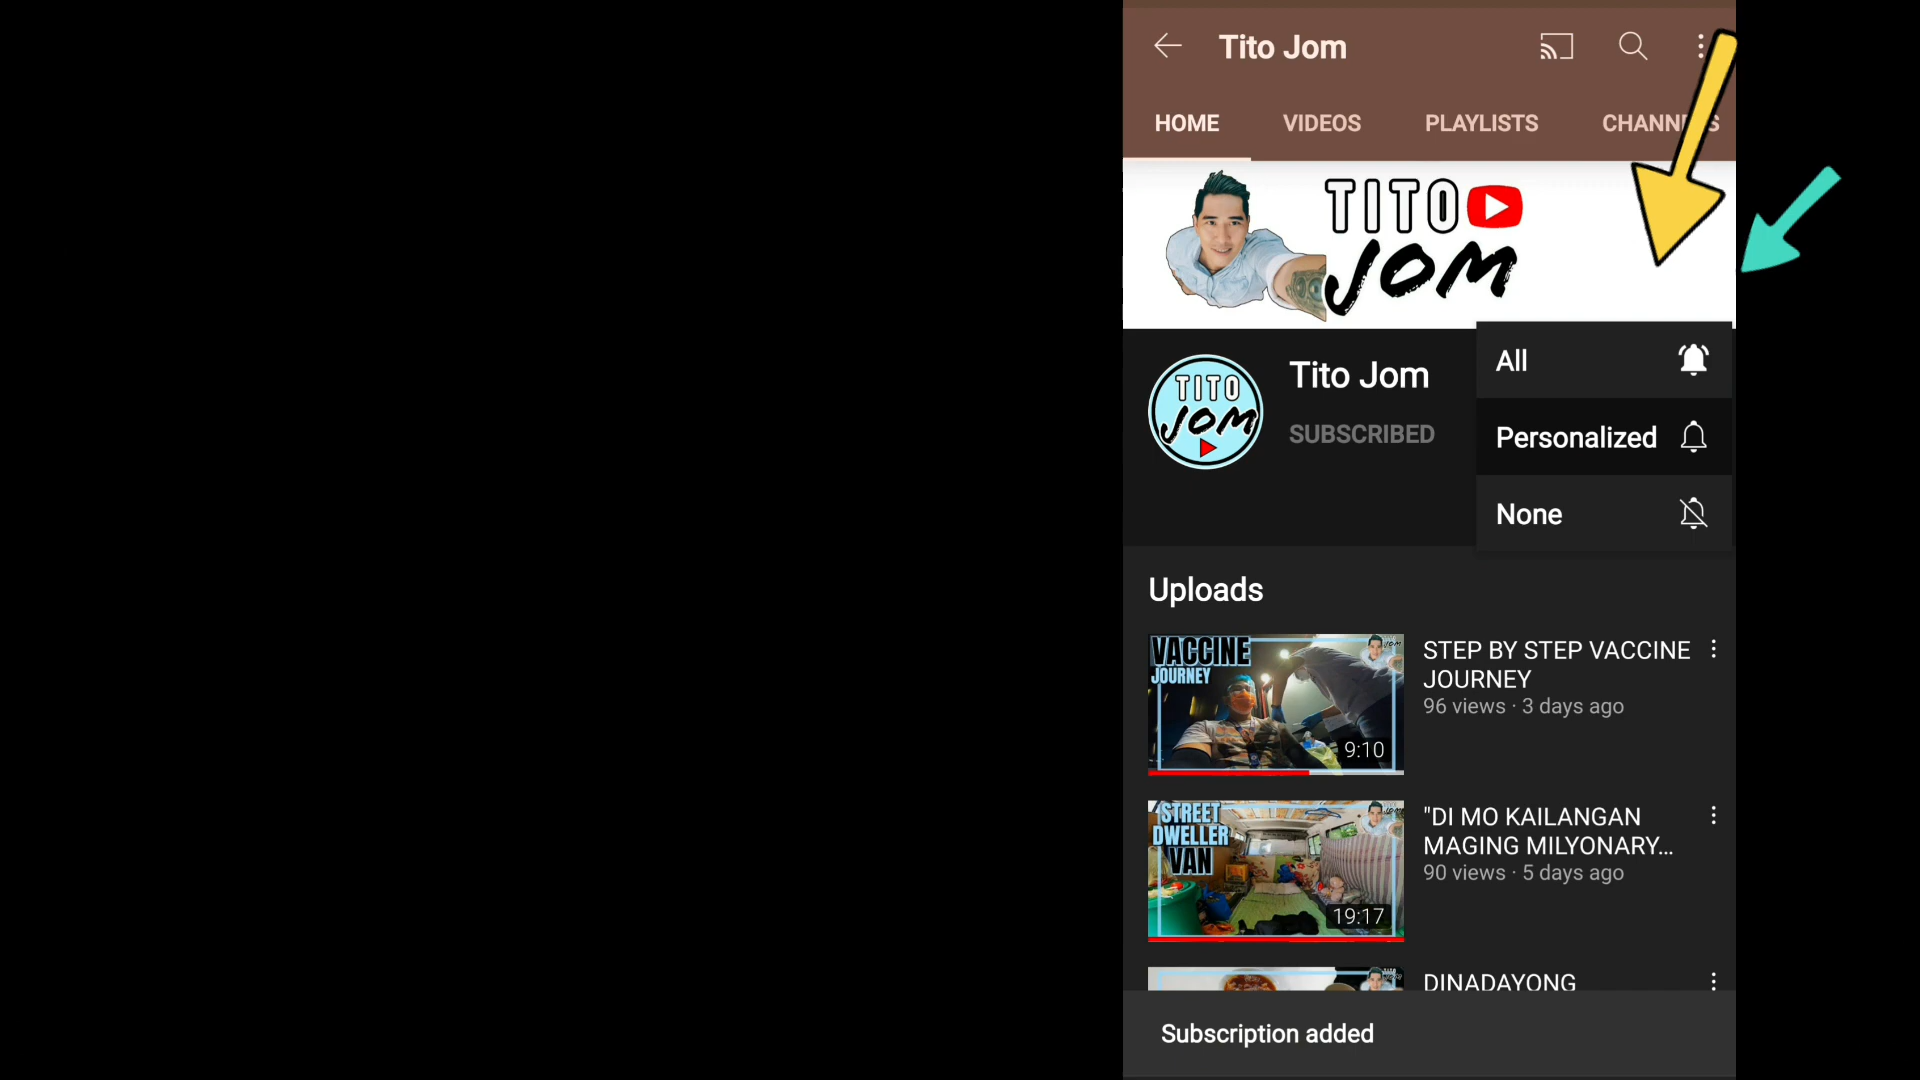 Tito Jom
HOME VIDEOS PLAYLISTS
TITO
JOM
All
Tito Jom
TITO
JOM
SUBSCRIBED
Personalized
None
Uploads
VACCINE
JOURNEY
9:10
STEP BY STEP VACCINE
JOURNEY
96 views · 3 days ago
STREET
DWELLER
VAN
19:17
"DI MO KAILANGAN
MAGING MILYONARY...
90 views · 5 days ago
DINADAYONG
Subscription added